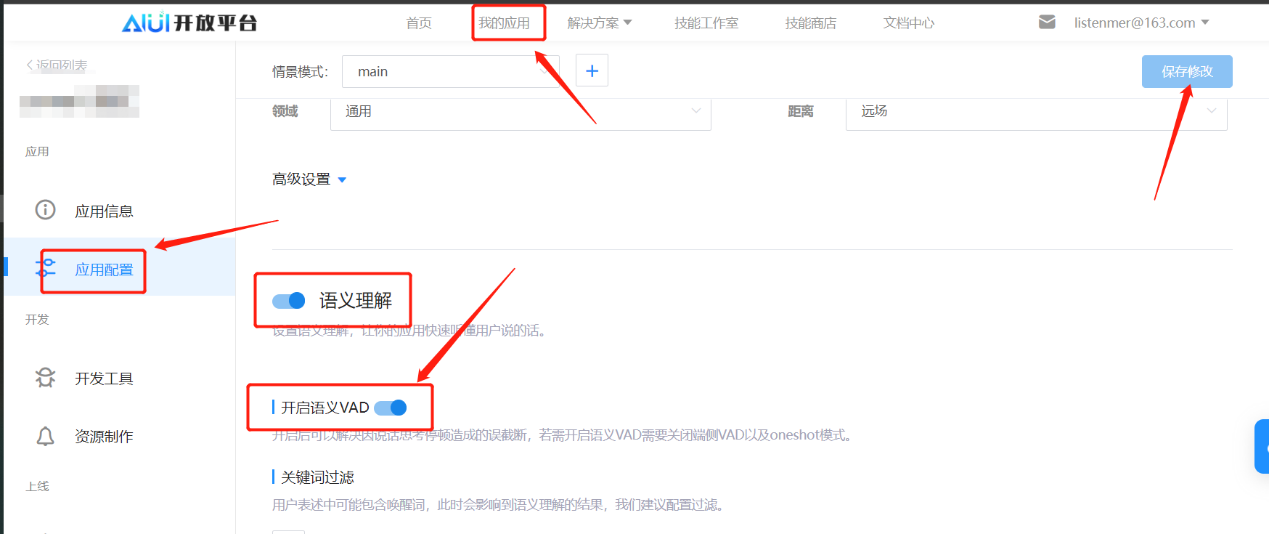 AIUI开放平台
首页 我的应用 解决方案 技能工作室 技能商店 文档中心 listenmer@163.com
返回列表
情景模式： main +
保存修改
领域 通用 距离 远场
应用
高级设置
应用信息
应用配置
语义理解
设置语义理解，让你的应用快速听懂用户说的话。
开发
开发工具
开启语义VAD
开启后可以解决因说话思考停顿造成的误截断，若需开启语义VAD需要关闭端侧VAD以及oneshot模式。
资源制作
关键词过滤
上线
用户表述中可能包含唤醒词，此时会影响到语义理解的结果，我们建议配置过滤。